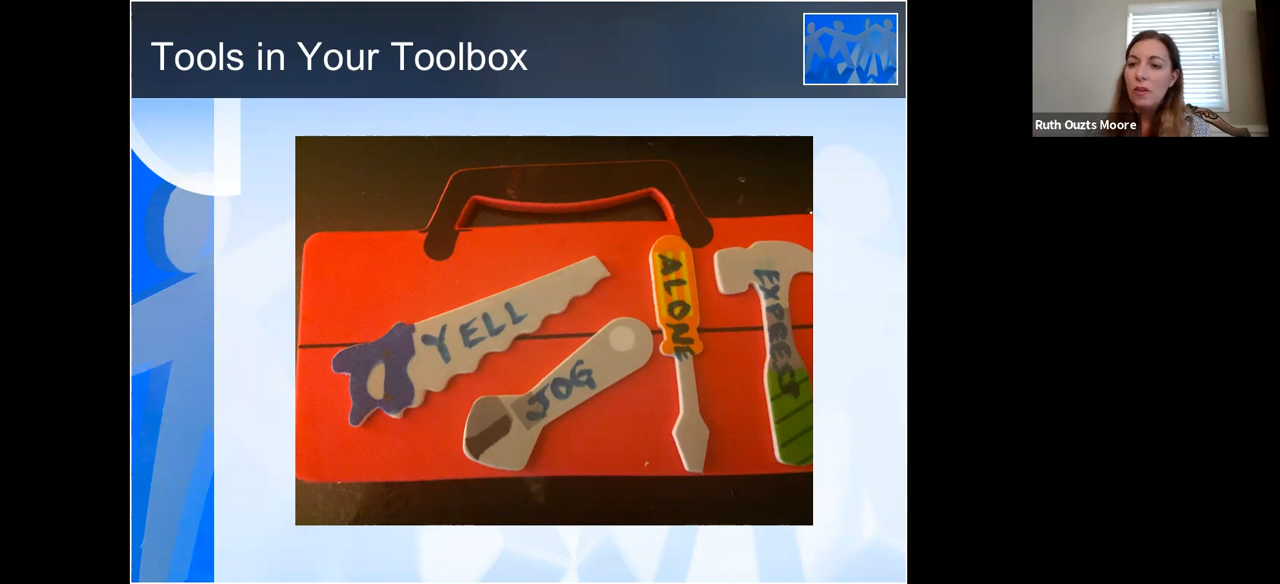 Tools in Your Toolbox
Ruth Ouzts Moore
YELL
JOG
ALONE
EXPRESS